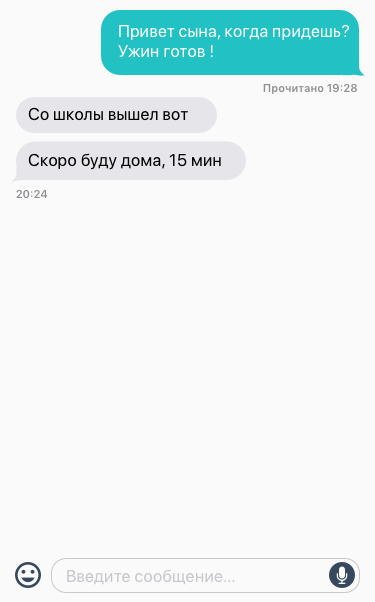 Привет сына, когда придешь?
Ужин готов !
Прочитано 19:28
Со школы вышел вот
Скоро буду дома, 15 мин
20:24
Введите сообщение...